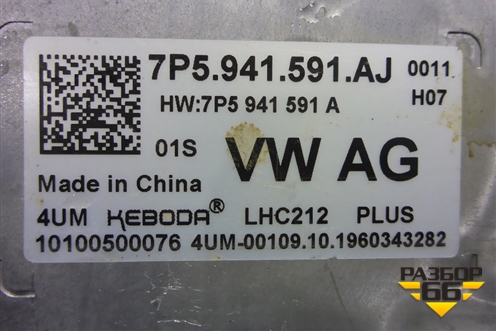 7P5.941.591.AJ 0011
HW:7P5 941 591 A H07
01S VW AG
Made in China
4UM KEBODA® LHC212 PLUS
10100500076 4UM-00109.10.1960343282
РАЗБОР
66